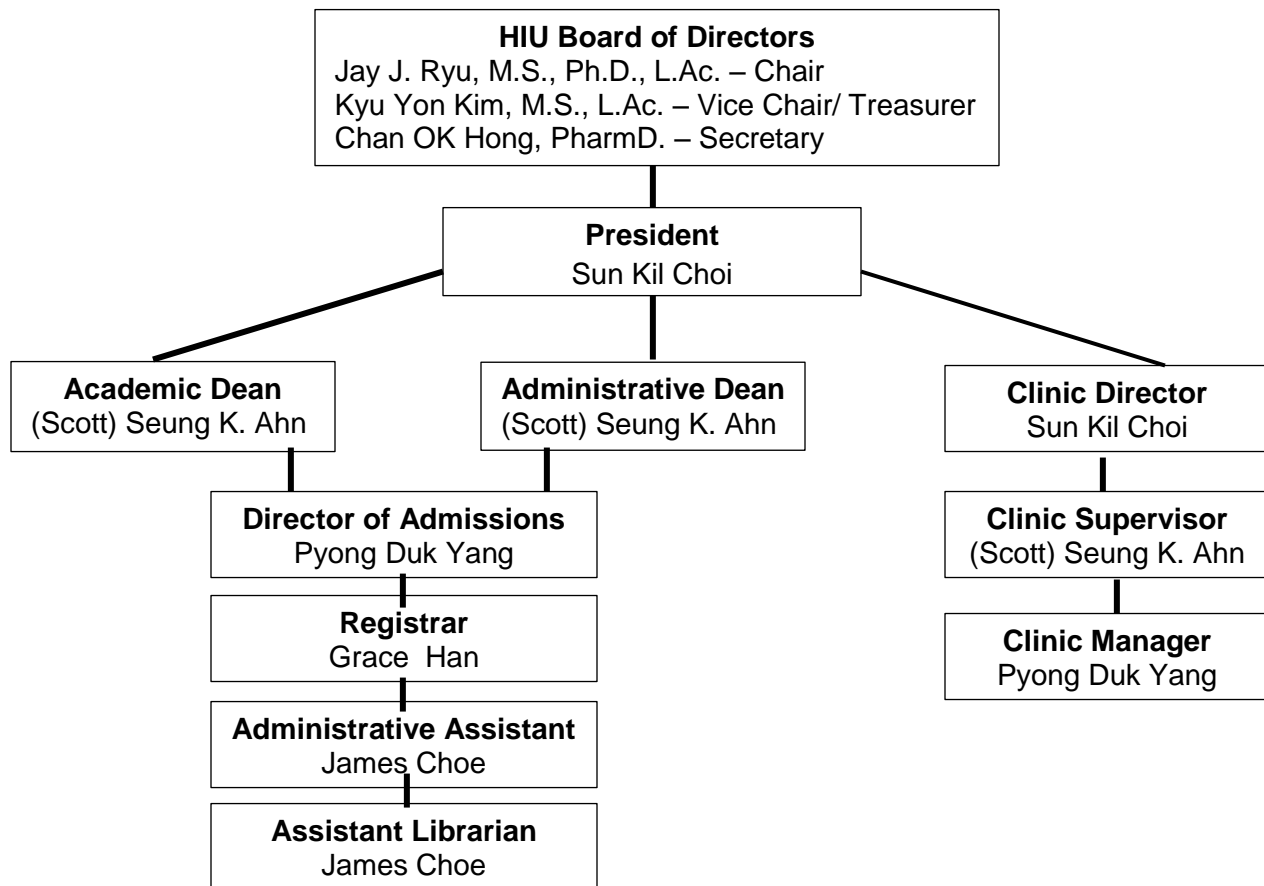 HIU Board of Directors
Jay J. Ryu, M.S., Ph.D., L.Ac. – Chair
Kyu Yon Kim, M.S., L.Ac. – Vice Chair/ Treasurer
Chan OK Hong, PharmD. – Secretary
President
Sun Kil Choi
Academic Dean
(Scott) Seung K. Ahn
Administrative Dean
(Scott) Seung K. Ahn
Clinic Director
Sun Kil Choi
Director of Admissions
Pyong Duk Yang
Clinic Supervisor
(Scott) Seung K. Ahn
Registrar
Grace Han
Clinic Manager
Pyong Duk Yang
Administrative Assistant
James Choe
Assistant Librarian
James Choe